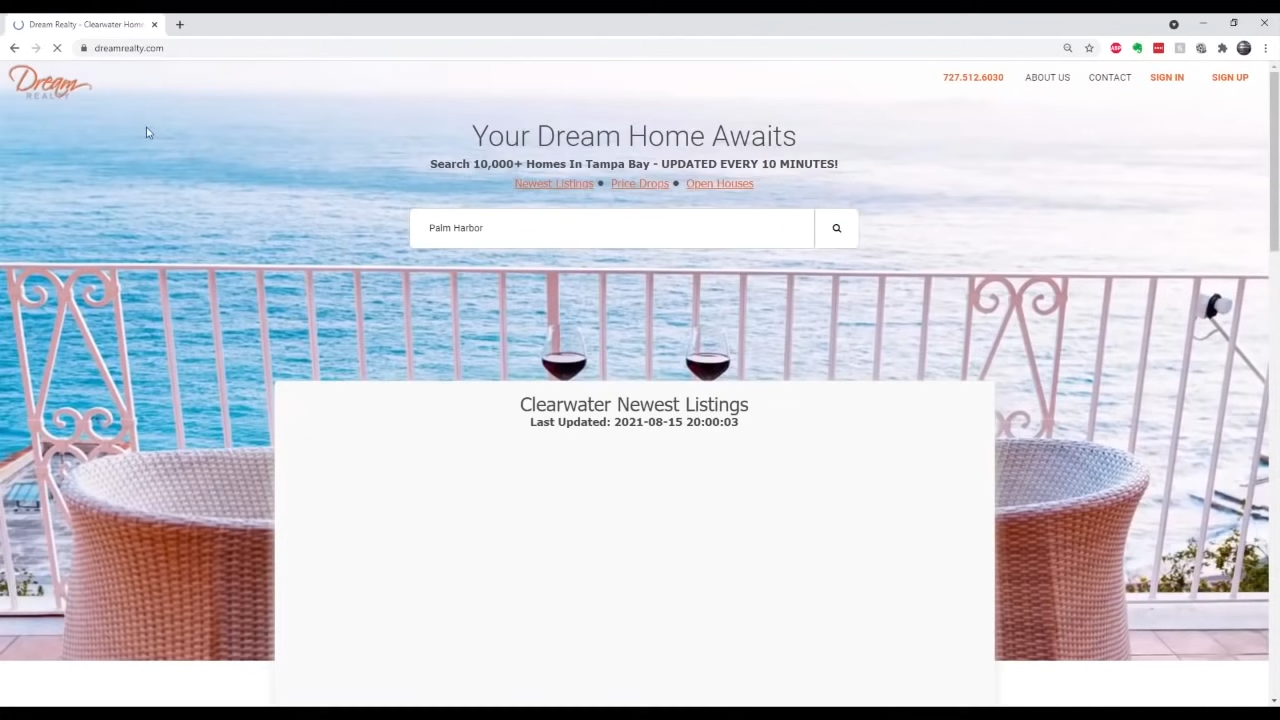 Dream Realty - Clearwater Home
dreamrealty.com
ABP
Dream
REALTY
727.512.6030
ABOUT US
CONTACT
SIGN IN
SIGN UP
Your Dream Home Awaits
Search 10,000+ Homes In Tampa Bay - UPDATED EVERY 10 MINUTES!
Newest Listings • Price Drops • Open Houses
Palm Harbor
Clearwater Newest Listings
Last Updated: 2021-08-15 20:00:03